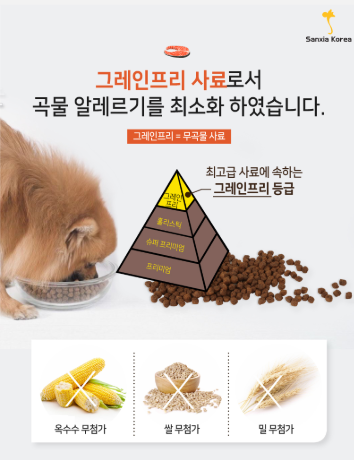 Sanxia Korea
그레인프리 사료로서
곡물 알레르기를 최소화 하였습니다.
그레인프리 = 무곡물 사료
최고급 사료에 속하는
그레인프리 등급
그레인
프리
홀리스틱
슈퍼 프리미엄
프리미엄
옥수수 무첨가
쌀 무첨가
밀 무첨가